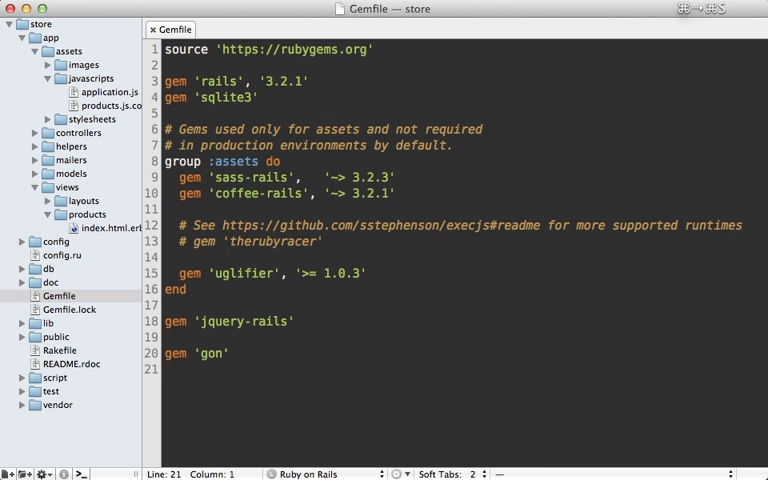 Gemfile — store
⌘→⌘S
store
app
assets
images
javascripts
application.js
products.js.co
stylesheets
controllers
helpers
mailers
models
views
layouts
products
index.html.erb
config
config.ru
db
doc
Gemfile
Gemfile.lock
lib
public
Rakefile
README.rdoc
script
test
vendor
Gemfile
1 source 'https://rubygems.org'
2
3 gem 'rails', '3.2.1'
4 gem 'sqlite3'
5
6 # Gems used only for assets and not required
7 # in production environments by default.
8 group :assets do
9   gem 'sass-rails',   '~> 3.2.3'
10   gem 'coffee-rails', '~> 3.2.1'
11
12   # See https://github.com/sstephenson/execjs#readme for more supported runtimes
13   # gem 'therubyracer'
14
15   gem 'uglifier', '>= 1.0.3'
16 end
17
18 gem 'jquery-rails'
19
20 gem 'gon'
21
Line: 21 Column: 1 Ruby on Rails Soft Tabs: 2 —